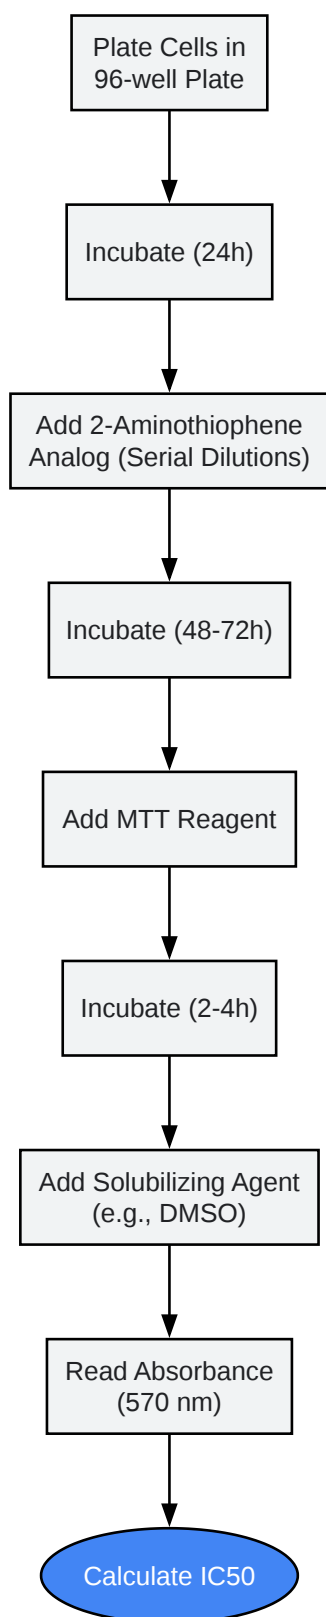 Plate Cells in
96-well Plate
Incubate (24h)
Add 2-Aminothiophene
Analog (Serial Dilutions)
Incubate (48-72h)
Add MTT Reagent
Incubate (2-4h)
Add Solubilizing Agent
(e.g., DMSO)
Read Absorbance
(570 nm)
Calculate IC50